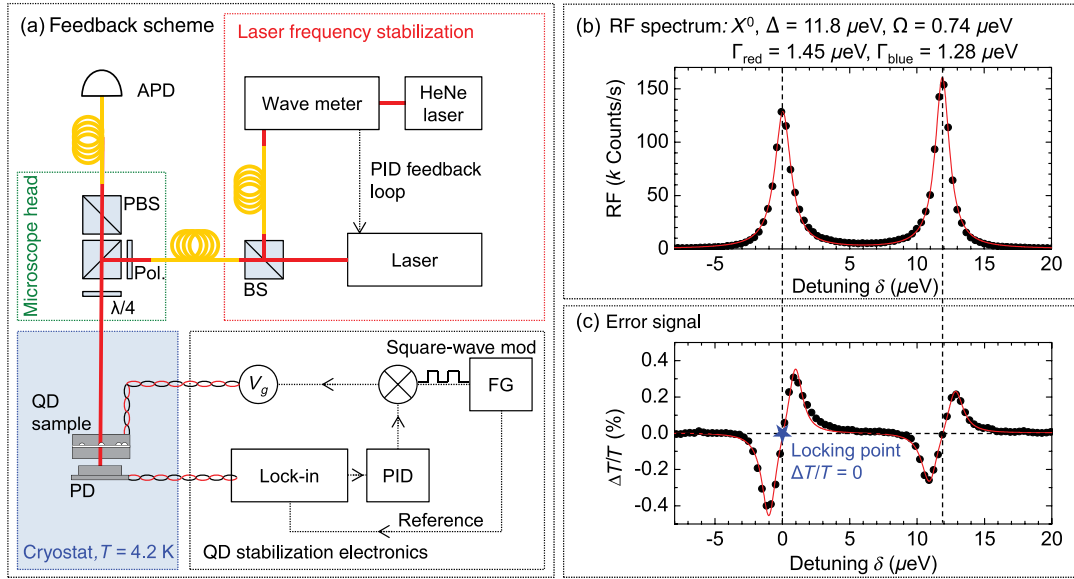 (a) Feedback scheme
Laser frequency stabilization
APD
Wave meter
HeNe
laser
PID feedback
loop
Microscope head
PBS
Pol.
λ/4
BS
Laser
Square-wave mod
V_g
FG
QD
sample
PD
Lock-in
PID
Reference
Cryostat, T = 4.2 K
QD stabilization electronics
(b) RF spectrum: X⁰, Δ = 11.8 µeV, Ω = 0.74 µeV
Γ_red = 1.45 µeV, Γ_blue = 1.28 µeV
RF (k Counts/s)
150
100
50
0
-5 0 5 10 15 20
Detuning δ (µeV)
(c) Error signal
ΔT/T (%)
0.4
0.2
0.0
-0.2
-0.4
Locking point
ΔT/T = 0
-5 0 5 10 15 20
Detuning δ (µeV)